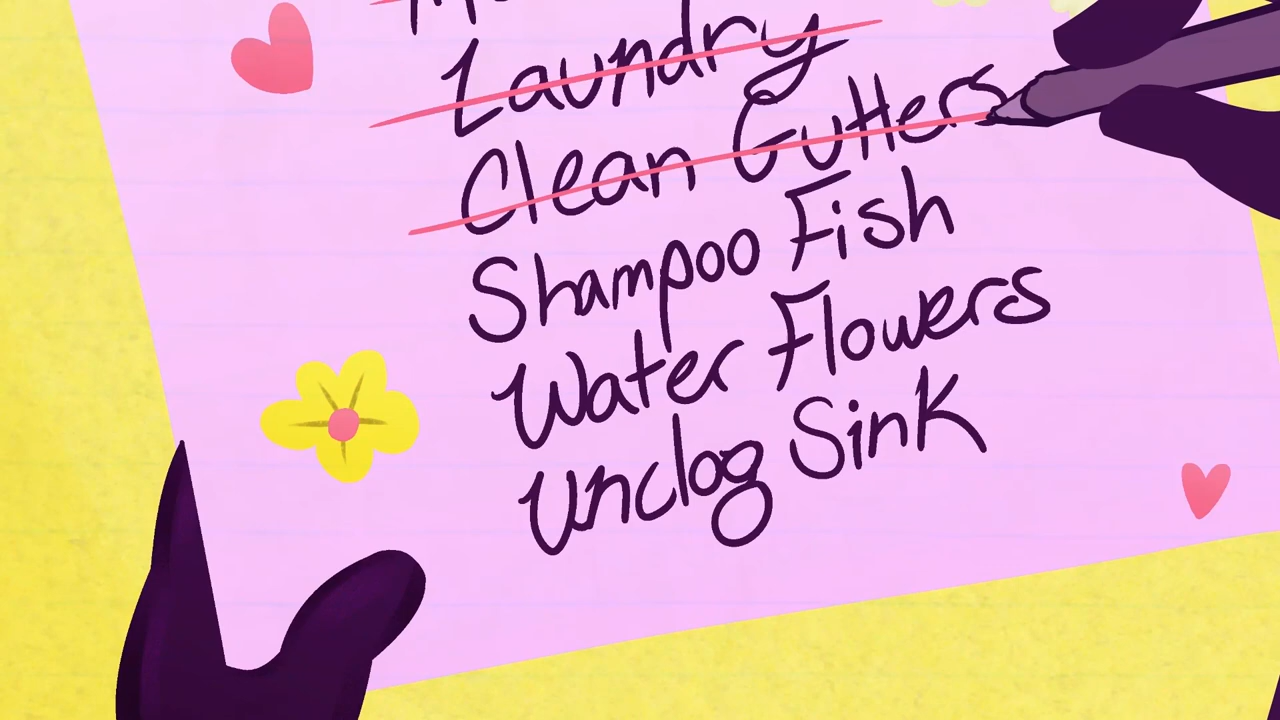 Laundry
Clean Gutters
Shampoo Fish
Water Flowers
Unclog Sink